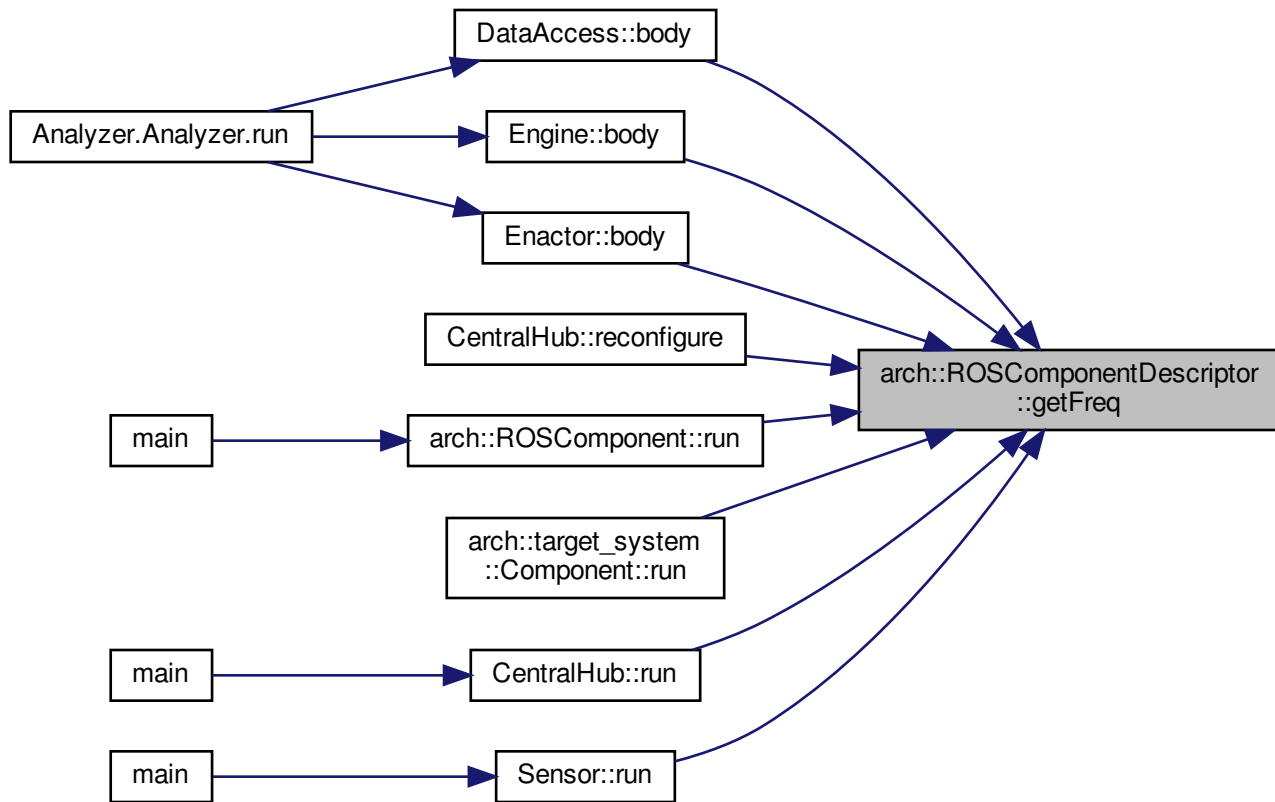 DataAccess::body
Analyzer.Analyzer.run
Engine::body
Enactor::body
CentralHub::reconfigure
arch::ROSComponentDescriptor
::getFreq
main
arch::ROSComponent::run
arch::target_system
::Component::run
main
CentralHub::run
main
Sensor::run